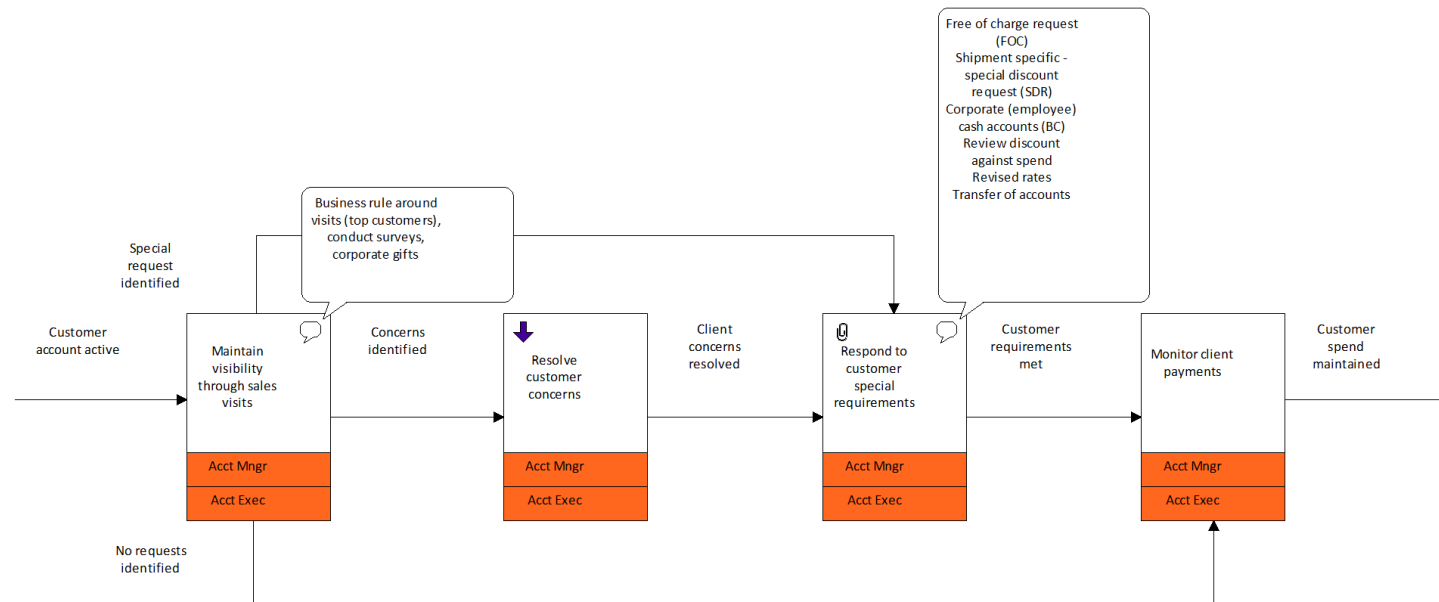 Free of charge request
(FOC)
Shipment specific -
special discount
request (SDR)
Corporate (employee)
cash accounts (BC)
Review discount
against spend
Revised rates
Transfer of accounts
Business rule around
visits (top customers),
conduct surveys,
corporate gifts
Special
request
identified
Customer
account active
Maintain
visibility
through sales
visits
Acct Mngr
Acct Exec
Concerns
identified
Resolve
customer
concerns
Acct Mngr
Acct Exec
Client
concerns
resolved
Respond to
customer
special
requirements
Acct Mngr
Acct Exec
Customer
requirements
met
Monitor client
payments
Acct Mngr
Acct Exec
Customer
spend
maintained
No requests
identified